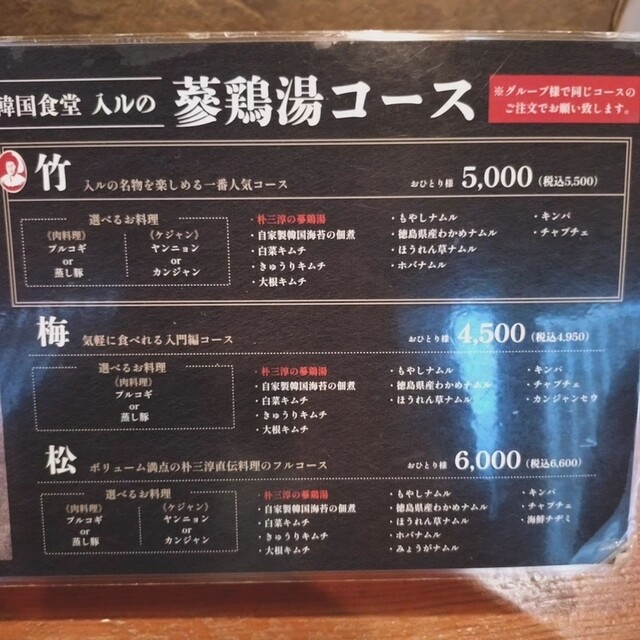 韓国食堂 入ルの 蔘鶏湯コース
※グループ様で同じコースの
ご注文でお願い致します。
竹 入ルの名物を楽しめる一番人気コース おひとり様 5,000 (税込5,500)
選べるお料理
《肉料理》
プルコギ
or
蒸し豚
《ケジャン》
ヤンニョン
or
カンジャン
・朴三淳の蔘鶏湯
・自家製韓国海苔の佃煮
・白菜キムチ
・きゅうりキムチ
・大根キムチ
・もやしナムル
・徳島県産わかめナムル
・ほうれん草ナムル
・ホバナムル
・キンパ
・チャプチェ
梅 気軽に食べれる入門編コース おひとり様 4,500 (税込4,950)
選べるお料理
《肉料理》
プルコギ
or
蒸し豚
・朴三淳の蔘鶏湯
・自家製韓国海苔の佃煮
・白菜キムチ
・きゅうりキムチ
・大根キムチ
・もやしナムル
・徳島県産わかめナムル
・ほうれん草ナムル
・キンパ
・チャプチェ
・カンジャンセウ
松 ボリューム満点の朴三淳直伝料理のフルコース おひとり様 6,000 (税込6,600)
選べるお料理
《肉料理》
プルコギ
or
蒸し豚
《ケジャン》
ヤンニョン
or
カンジャン
・朴三淳の蔘鶏湯
・自家製韓国海苔の佃煮
・白菜キムチ
・きゅうりキムチ
・大根キムチ
・もやしナムル
・徳島県産わかめナムル
・ほうれん草ナムル
・ホバナムル
・みょうがナムル
・キンパ
・チャプチェ
・海鮮チヂミ